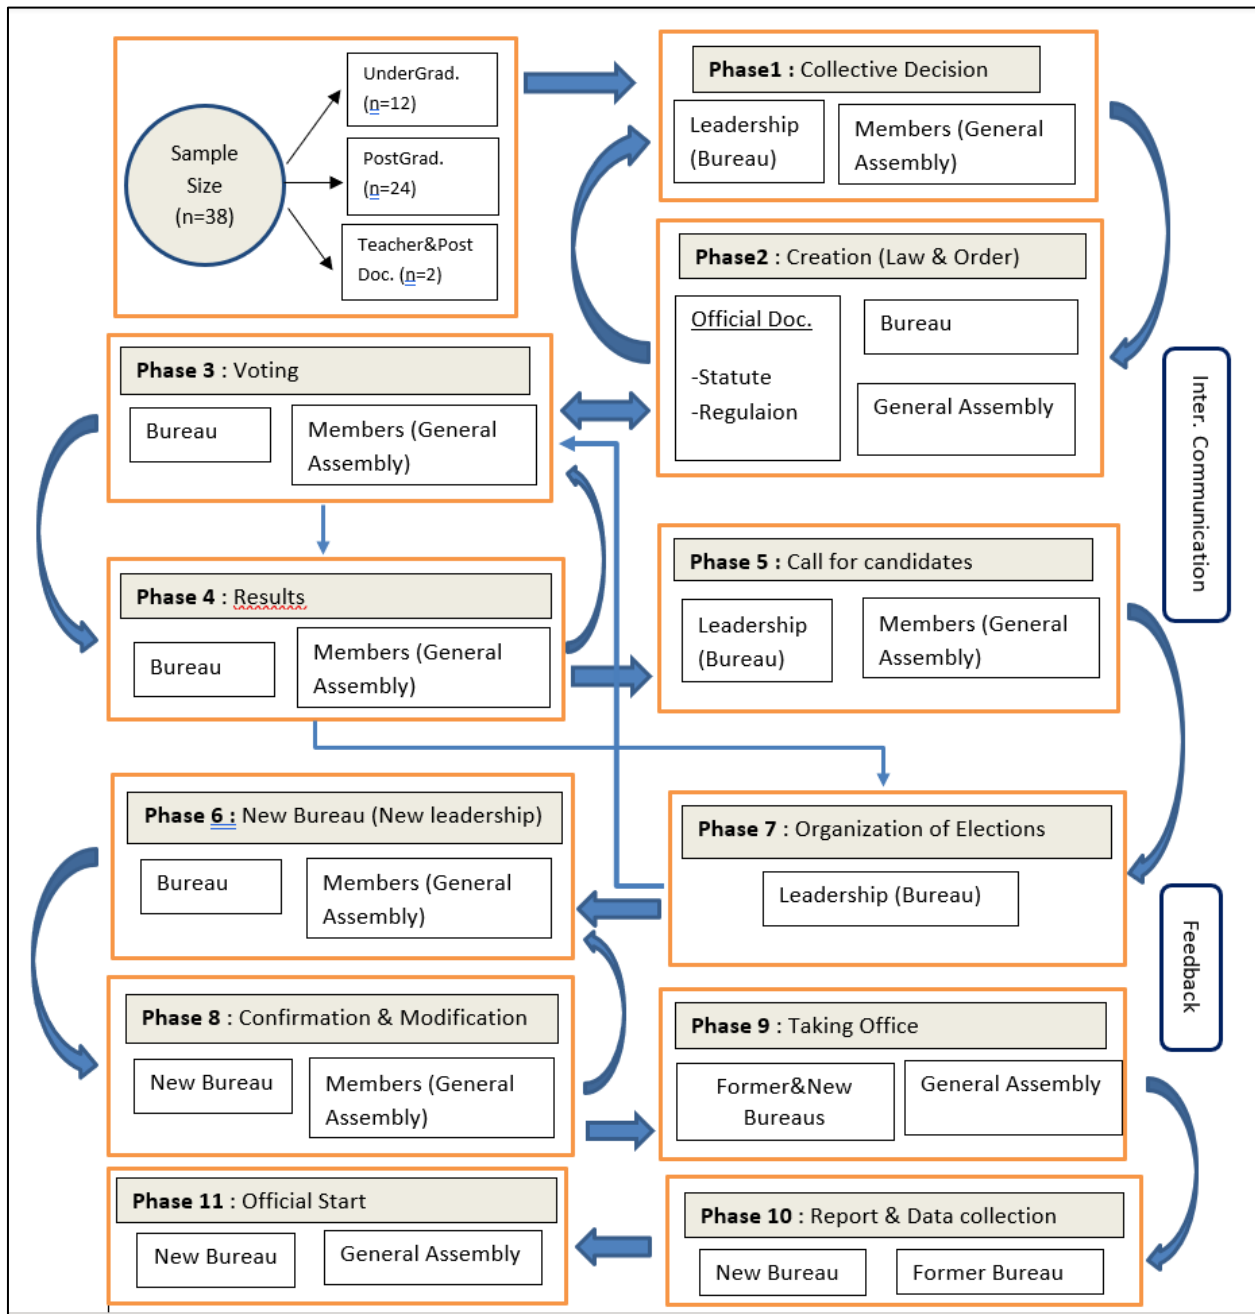 Sample
Size
(n=38)
UnderGrad.
(n=12)
PostGrad.
(n=24)
Teacher&Post
Doc. (n=2)
Phase1 : Collective Decision
Leadership
(Bureau)
Members (General
Assembly)
Phase2 : Creation (Law & Order)
Official Doc.
-Statute
-Regulaion
Bureau
General Assembly
Inter. Communication
Phase 3 : Voting
Bureau
Members (General
Assembly)
Phase 4 : Results
Bureau
Members (General
Assembly)
Phase 5 : Call for candidates
Leadership
(Bureau)
Members (General
Assembly)
Phase 6 : New Bureau (New leadership)
Bureau
Members (General
Assembly)
Phase 7 : Organization of Elections
Leadership (Bureau)
Feedback
Phase 8 : Confirmation & Modification
New Bureau
Members (General
Assembly)
Phase 9 : Taking Office
Former&New
Bureaus
General Assembly
Phase 11 : Official Start
New Bureau
General Assembly
Phase 10 : Report & Data collection
New Bureau
Former Bureau